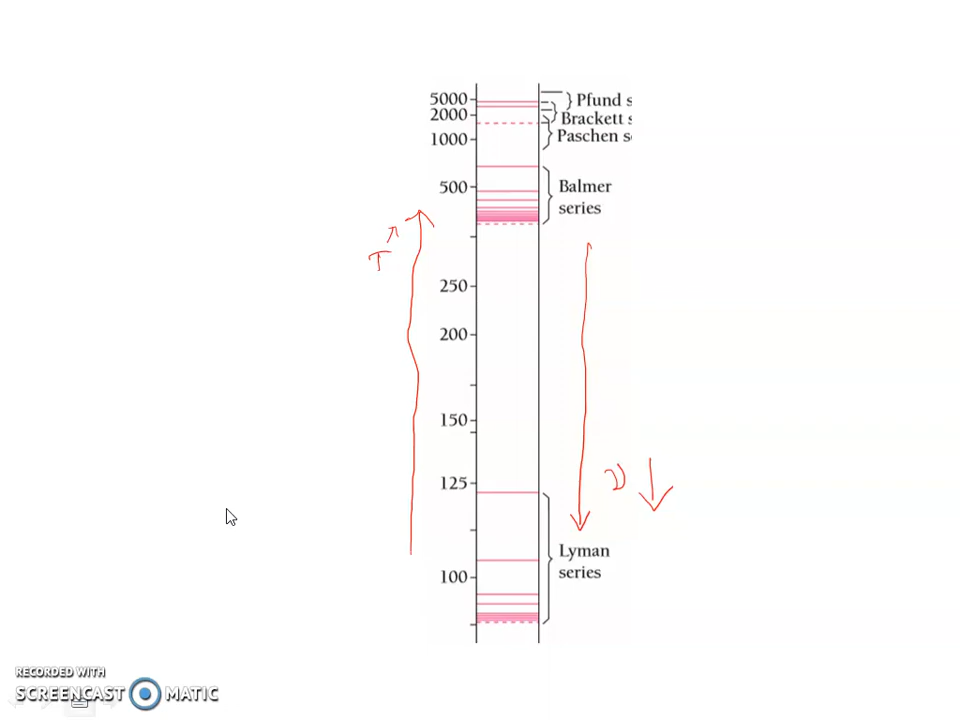 5000
} Pfund s
2000
} Brackett s
1000
} Paschen s
500
Balmer
series
250
200
150
125
Lyman
series
100
RECORDED WITH
SCREENCAST MATIC